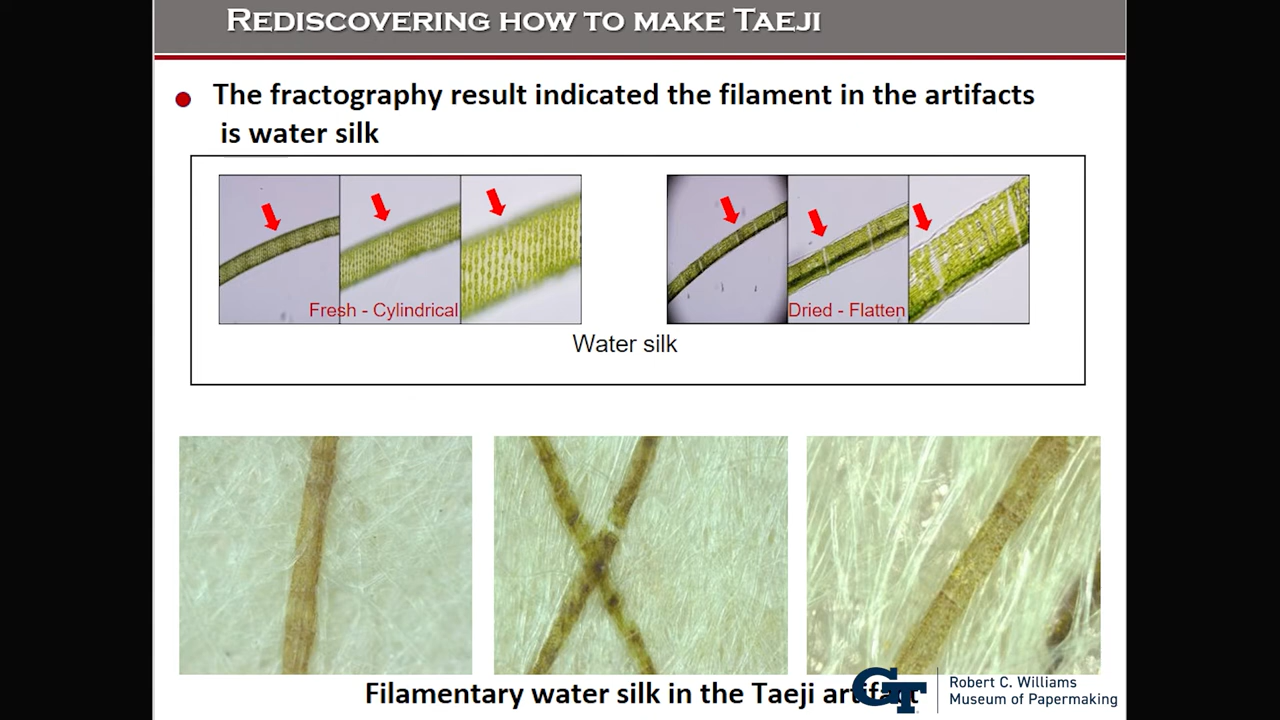 REDISCOVERING HOW TO MAKE TAEJI
The fractography result indicated the filament in the artifacts
is water silk
Fresh - Cylindrical
Dried - Flatten
Water silk
Filamentary water silk in the Taeji artifact
GT
Robert C. Williams
Museum of Papermaking